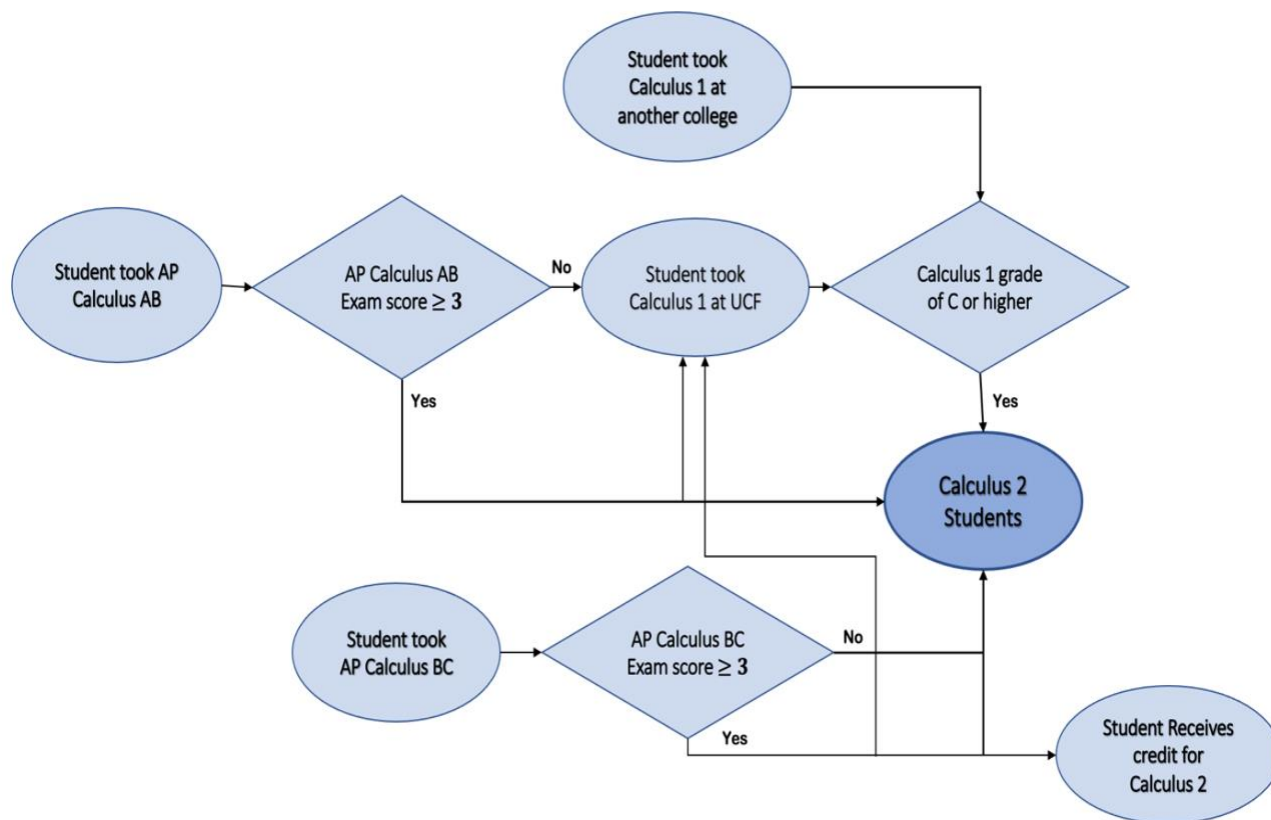 Student took
Calculus 1 at
another college
Student took AP
Calculus AB
AP Calculus AB
Exam score ≥ 3
No
Student took
Calculus 1 at UCF
Calculus 1 grade
of C or higher
Yes
Yes
Calculus 2
Students
Student took
AP Calculus BC
AP Calculus BC
Exam score ≥ 3
No
Yes
Student Receives
credit for
Calculus 2